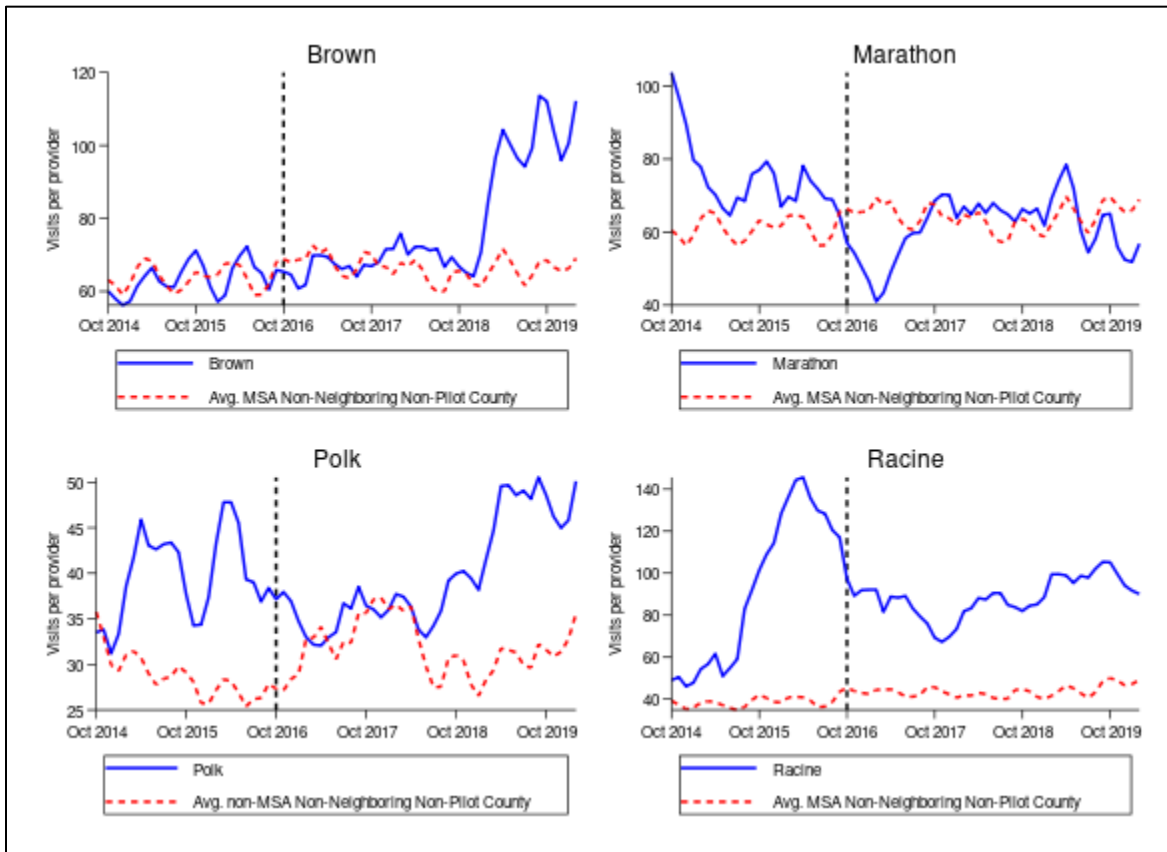 Brown
Visits per provider
120
100
80
60
Oct 2014 Oct 2015 Oct 2016 Oct 2017 Oct 2018 Oct 2019
Brown
Avg. MSA Non-Neighboring Non-Pilot County
Marathon
Visits per provider
100
80
60
40
Oct 2014 Oct 2015 Oct 2016 Oct 2017 Oct 2018 Oct 2019
Marathon
Avg. MSA Non-Neighboring Non-Pilot County
Polk
Visits per provider
50
45
40
35
30
25
Oct 2014 Oct 2015 Oct 2016 Oct 2017 Oct 2018 Oct 2019
Polk
Avg. non-MSA Non-Neighboring Non-Pilot County
Racine
Visits per provider
140
120
100
80
60
40
Oct 2014 Oct 2015 Oct 2016 Oct 2017 Oct 2018 Oct 2019
Racine
Avg. MSA Non-Neighboring Non-Pilot County